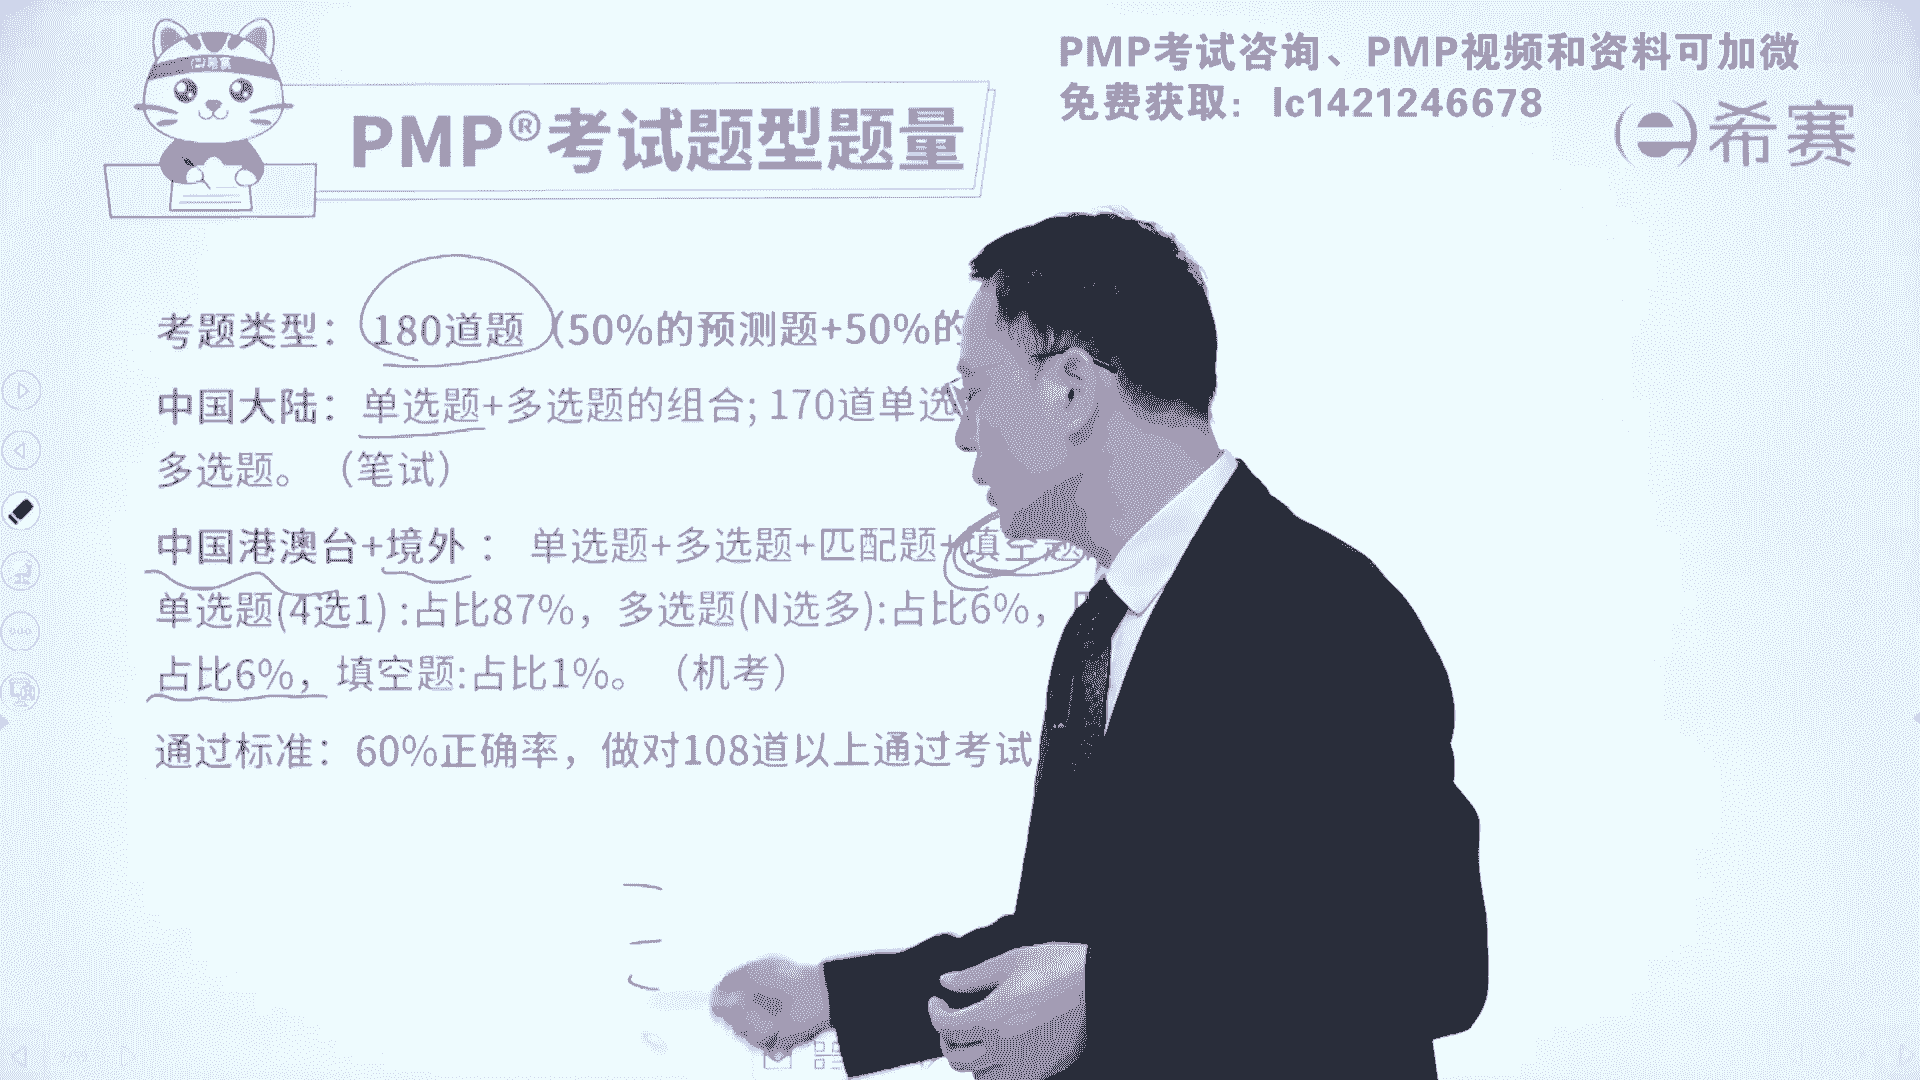 PMP考试咨询、PMP视频和资料可加微
免费获取：lc1421246678
希赛
PMP®考试题型题量
考题类型：180道题（50%的预测题+50%的
中国大陆：单选题+多选题的组合; 170道单选
多选题。（笔试）
中国港澳台+境外： 单选题+多选题+匹配题+填空题
单选题(4选1) :占比87%，多选题(N选多):占比6%，
占比6%，填空题:占比1%。（机考）
通过标准：60%正确率，做对108道以上通过考试